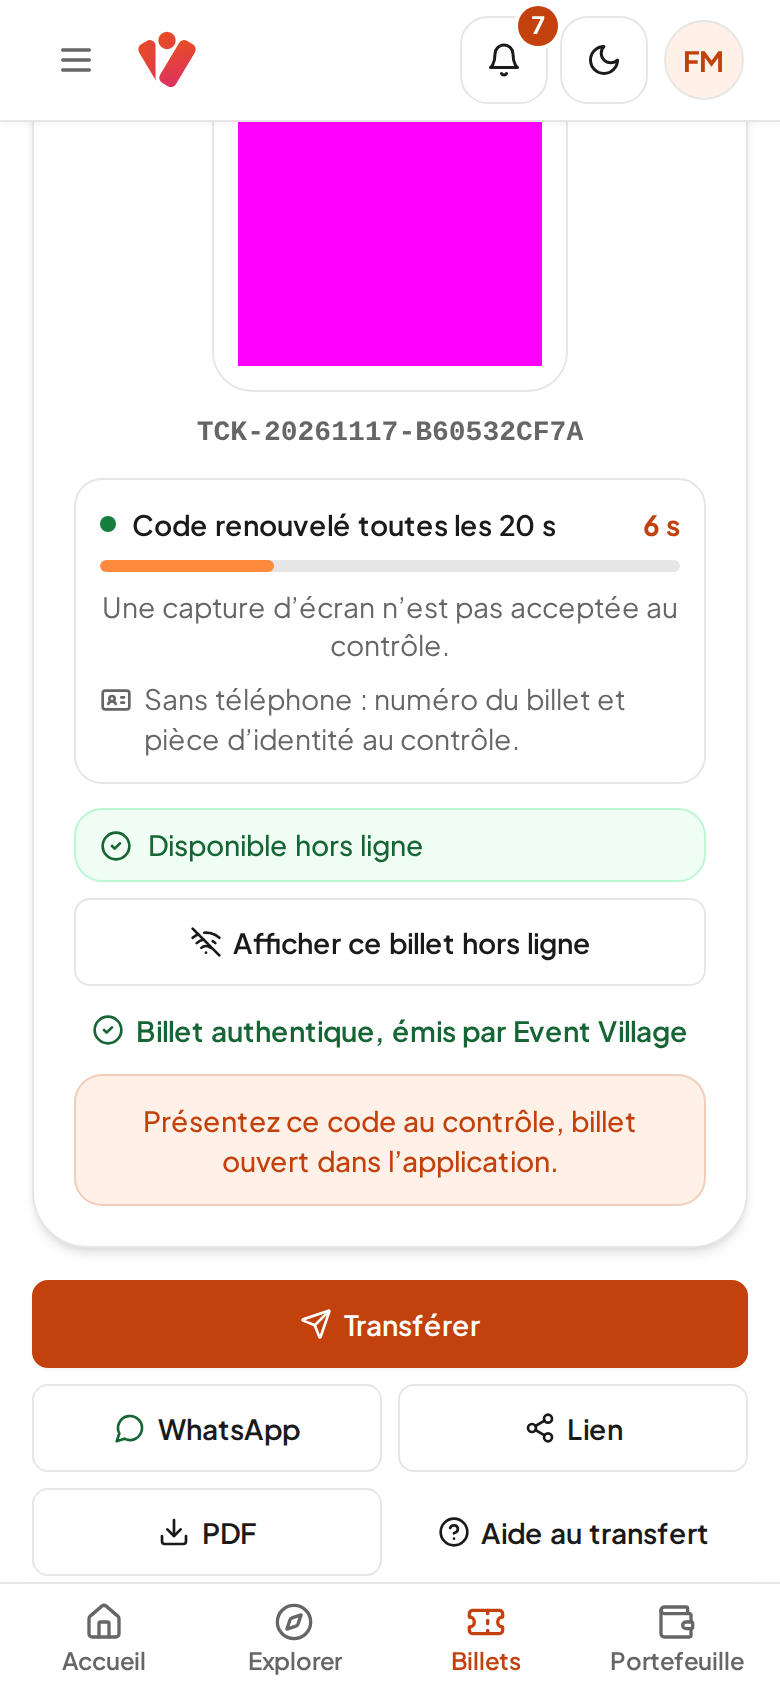 7
FM
TCK-20261117-B60532CF7A
Code renouvelé toutes les 20 s
6 s
Une capture d’écran n’est pas acceptée au
contrôle.
Sans téléphone : numéro du billet et
pièce d’identité au contrôle.
Disponible hors ligne
Afficher ce billet hors ligne
Billet authentique, émis par Event Village
Présentez ce code au contrôle, billet
ouvert dans l’application.
Transférer
WhatsApp
Lien
PDF
Aide au transfert
Accueil
Explorer
Billets
Portefeuille